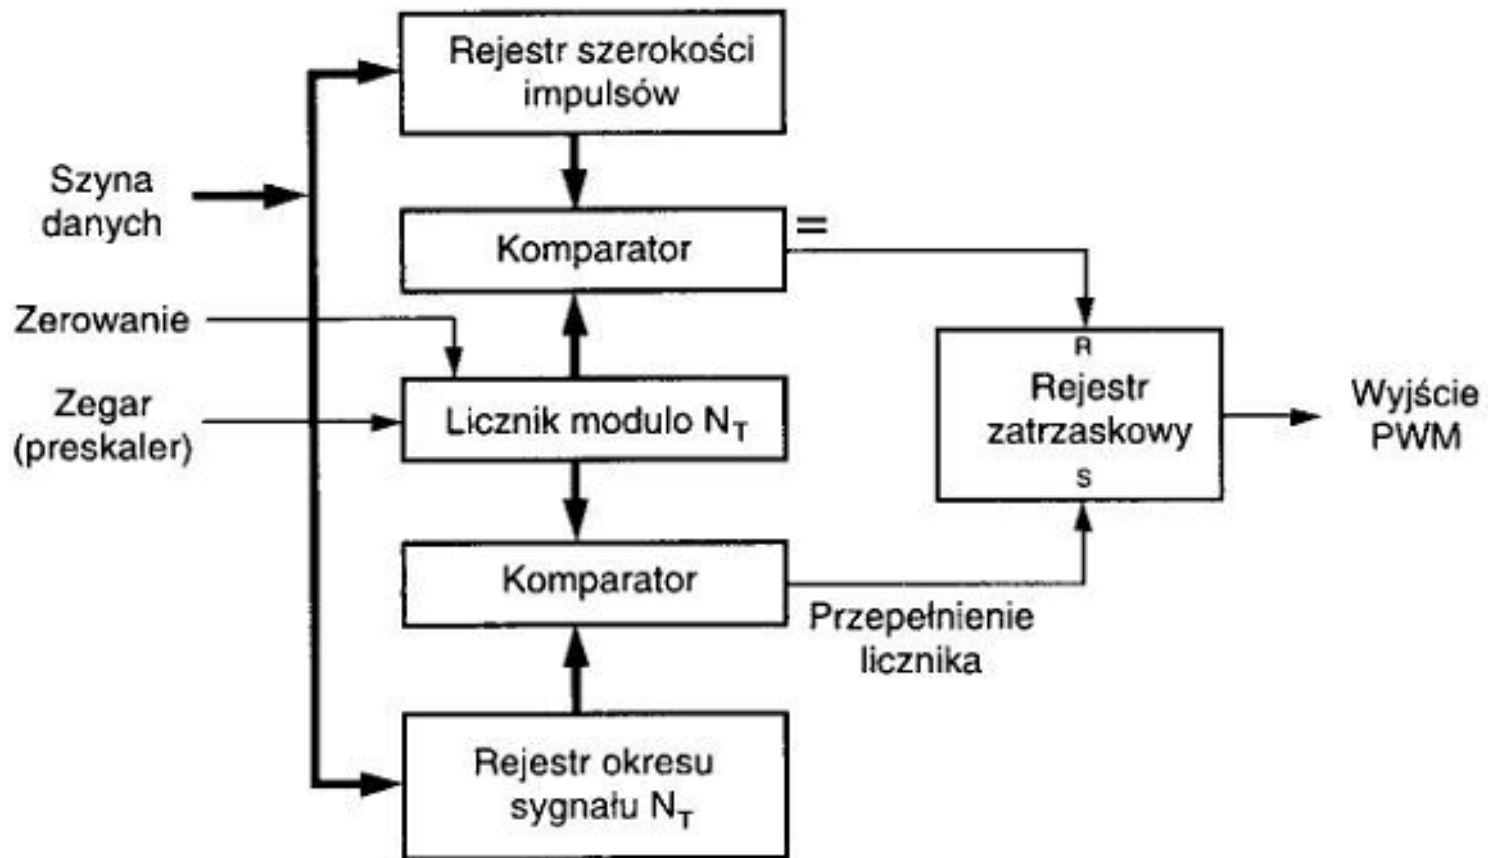 Rejestr szerokości
impulsów
Szyna
danych
Komparator
=
Zerowanie
R
Zegar
(preskaler)
Licznik modulo N_T
Rejestr
zatrzaskowy
S
Wyjście
PWM
Komparator
Przepełnienie
licznika
Rejestr okresu
sygnału N_T